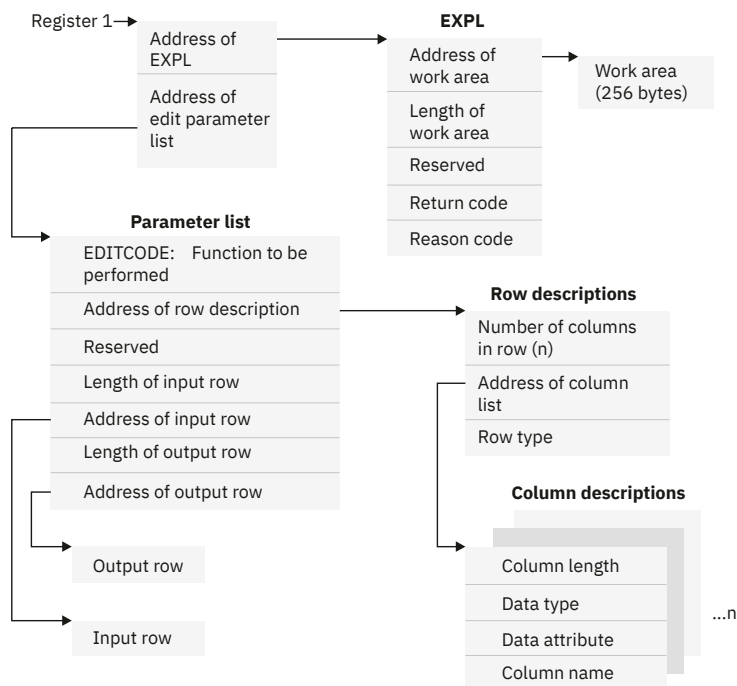 Register 1
Address of
EXPL
Address of
edit parameter
list
EXPL
Address of
work area
Length of
work area
Reserved
Return code
Reason code
Work area
(256 bytes)
Parameter list
EDITCODE: Function to be
performed
Address of row description
Reserved
Length of input row
Address of input row
Length of output row
Address of output row
Row descriptions
Number of columns
in row (n)
Address of column
list
Row type
Column descriptions
Column length
Data type
Data attribute
Column name
...n
Output row
Input row